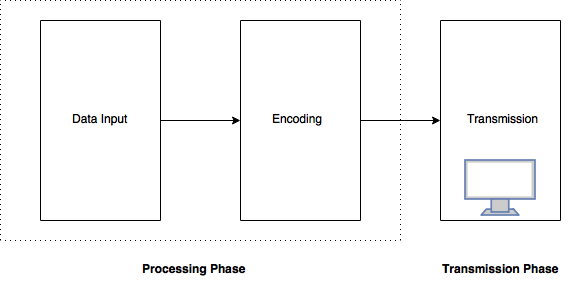 Data Input
Encoding
Transmission
Processing Phase
Transmission Phase